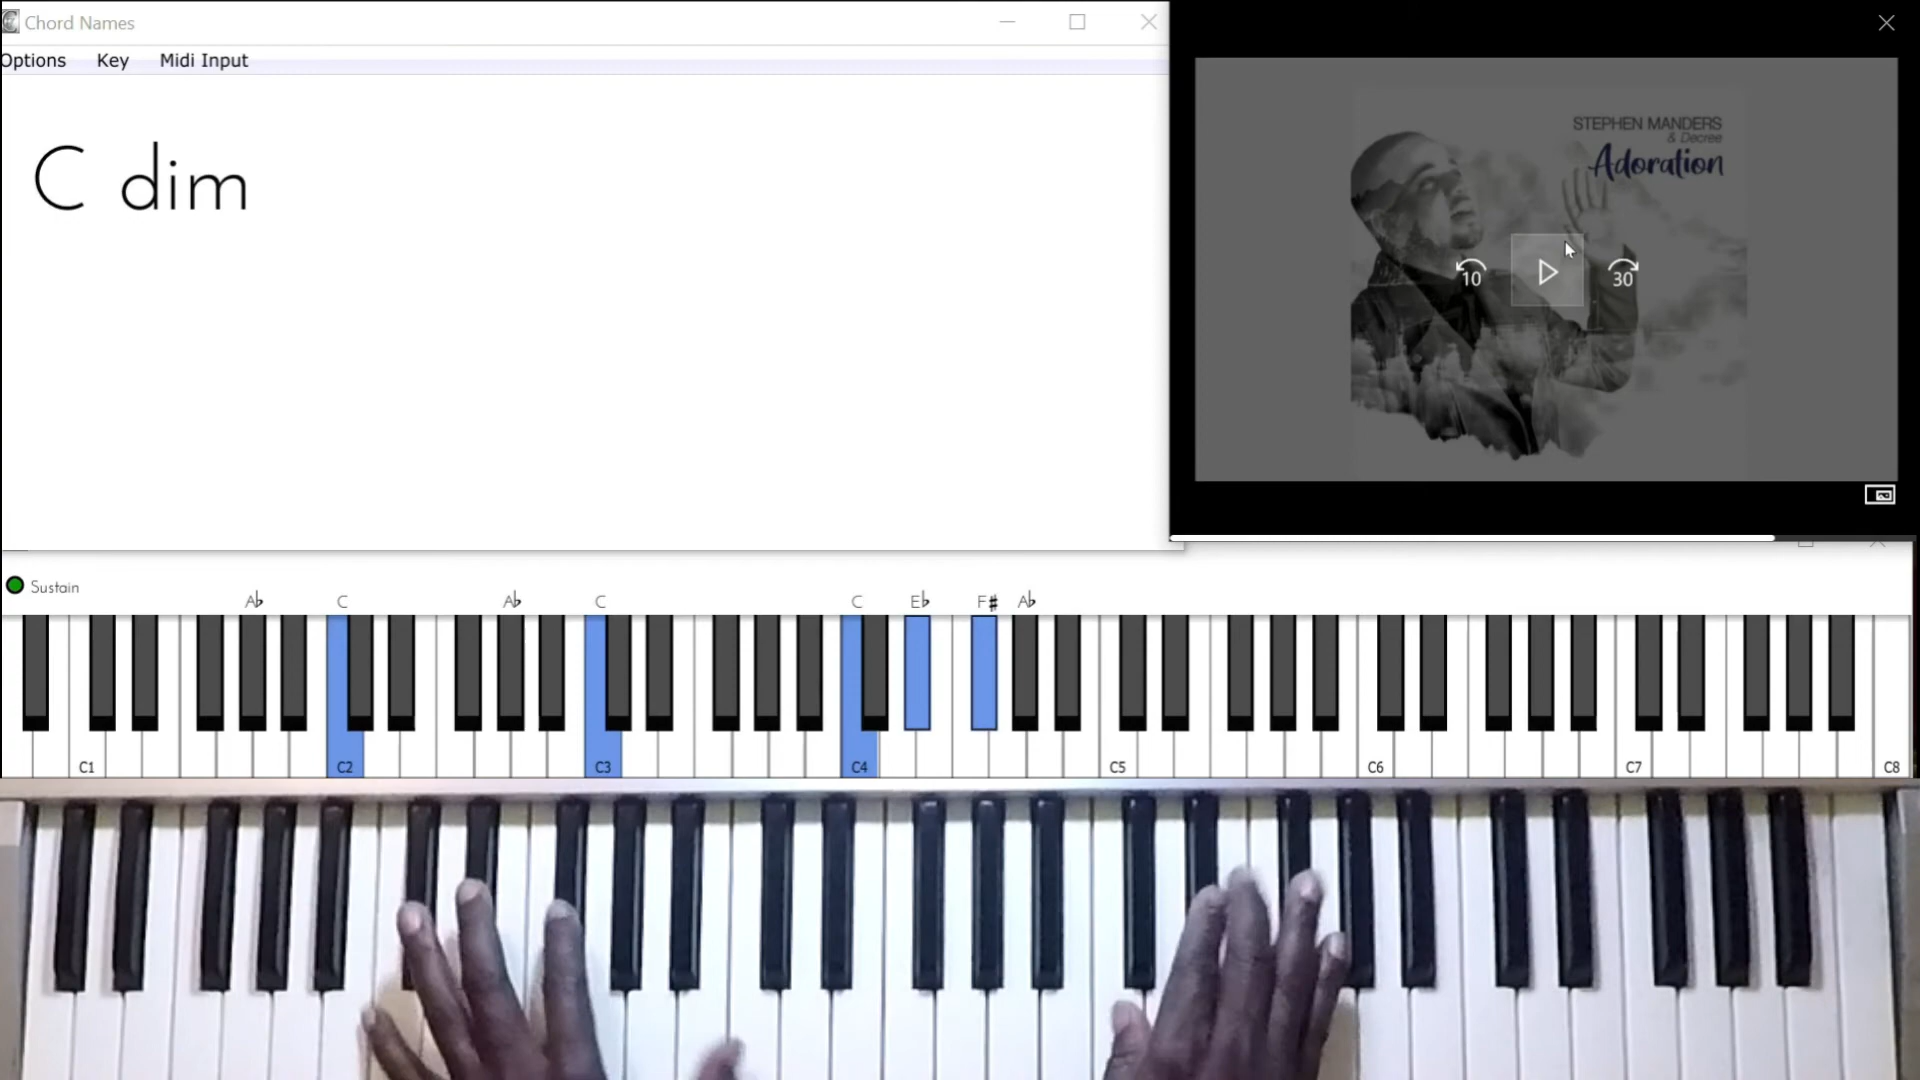 Chord Names
Options Key Midi Input
C dim
STEPHEN MANDERS
& Decree
Adoration
10 30
Sustain
A♭ C A♭ C C E♭ F♯ A♭
C1 C2 C3 C4 C5 C6 C7 C8